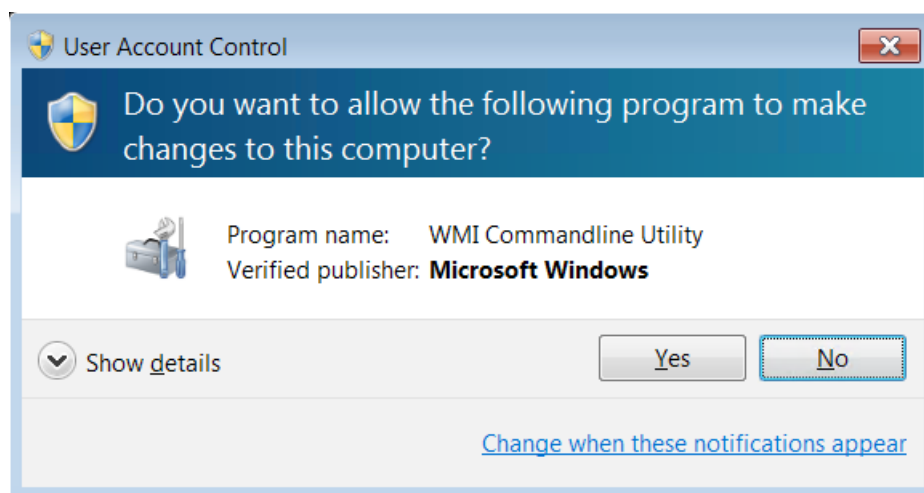 User Account Control
Do you want to allow the following program to make
changes to this computer?
Program name: WMI Commandline Utility
Verified publisher: Microsoft Windows
Show details
Yes
No
Change when these notifications appear